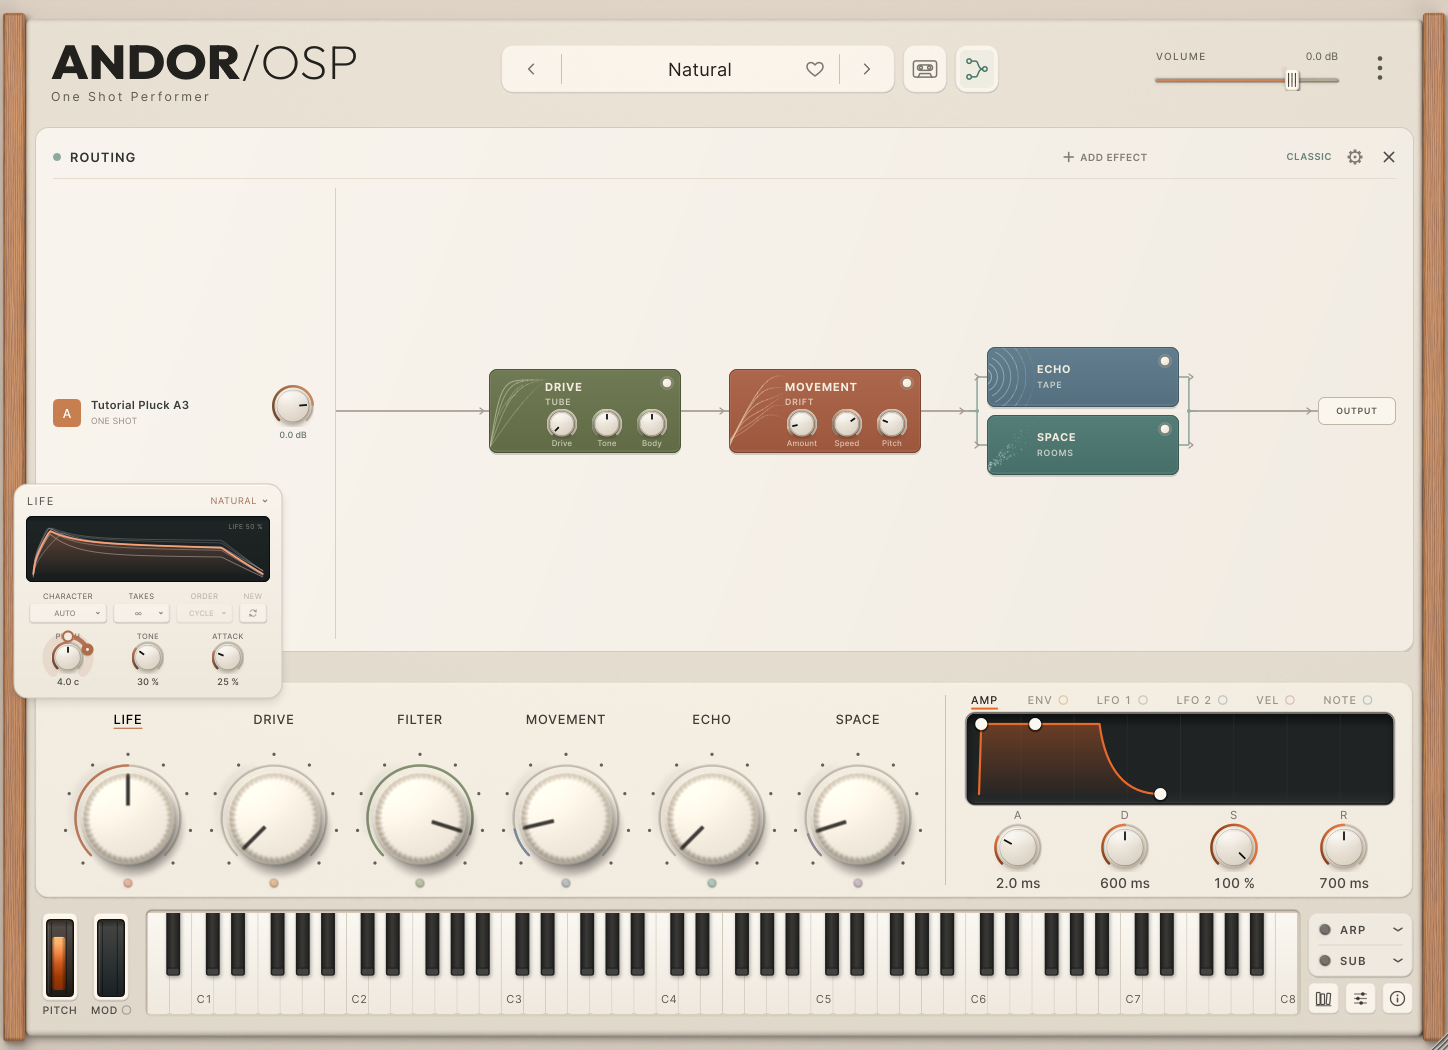 ANDOR/OSP
One Shot Performer
Natural
VOLUME 0.0 dB
ROUTING
ADD EFFECT
CLASSIC
A
Tutorial Pluck A3
ONE SHOT
0.0 dB
DRIVE
TUBE
Drive Tone Body
MOVEMENT
DRIFT
Amount Speed Pitch
ECHO
TAPE
SPACE
ROOMS
OUTPUT
LIFE NATURAL
LIFE 50 %
CHARACTER TAKES ORDER NEW
AUTO ∞ CYCLE
TONE ATTACK
4.0 c 30 % 25 %
LIFE DRIVE FILTER MOVEMENT ECHO SPACE
AMP ENV LFO 1 LFO 2 VEL NOTE
A D S R
2.0 ms 600 ms 100 % 700 ms
PITCH MOD
C1 C2 C3 C4 C5 C6 C7 C8
ARP
SUB